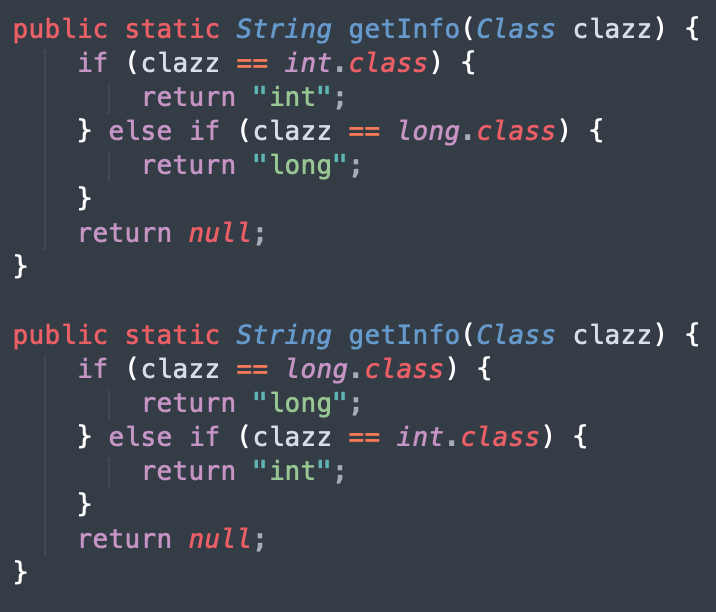 public static String getInfo(Class clazz) {
    if (clazz == int.class) {
        return "int";
    } else if (clazz == long.class) {
        return "long";
    }
    return null;
}

public static String getInfo(Class clazz) {
    if (clazz == long.class) {
        return "long";
    } else if (clazz == int.class) {
        return "int";
    }
    return null;
}